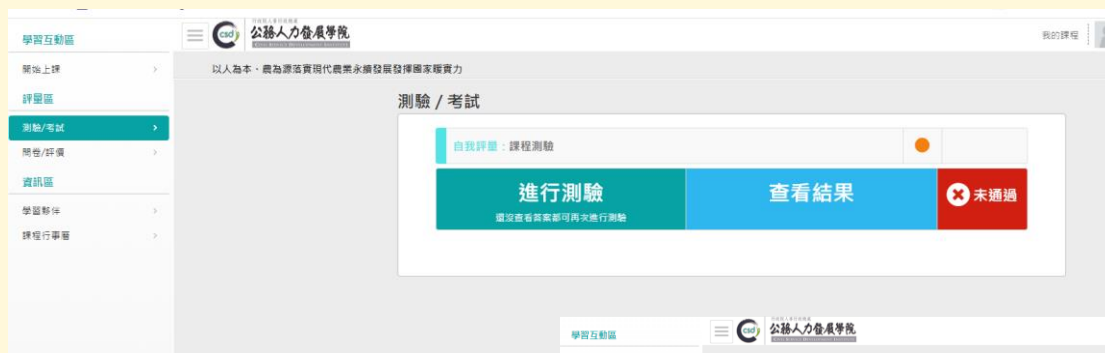 學習互動區
公務人力發展學院
我的課程
開始上課
以人為本、農為源落實現代農業永續發展發揮國家暖實力
評量區
測驗/考試
測驗/考試
自我評量：課程測驗
問卷/評價
進行測驗
查看結果
未通過
還沒查看答案都可再次進行測驗
資訊區
學習夥伴
課程行事曆
學習互動區
公務人力發展學院